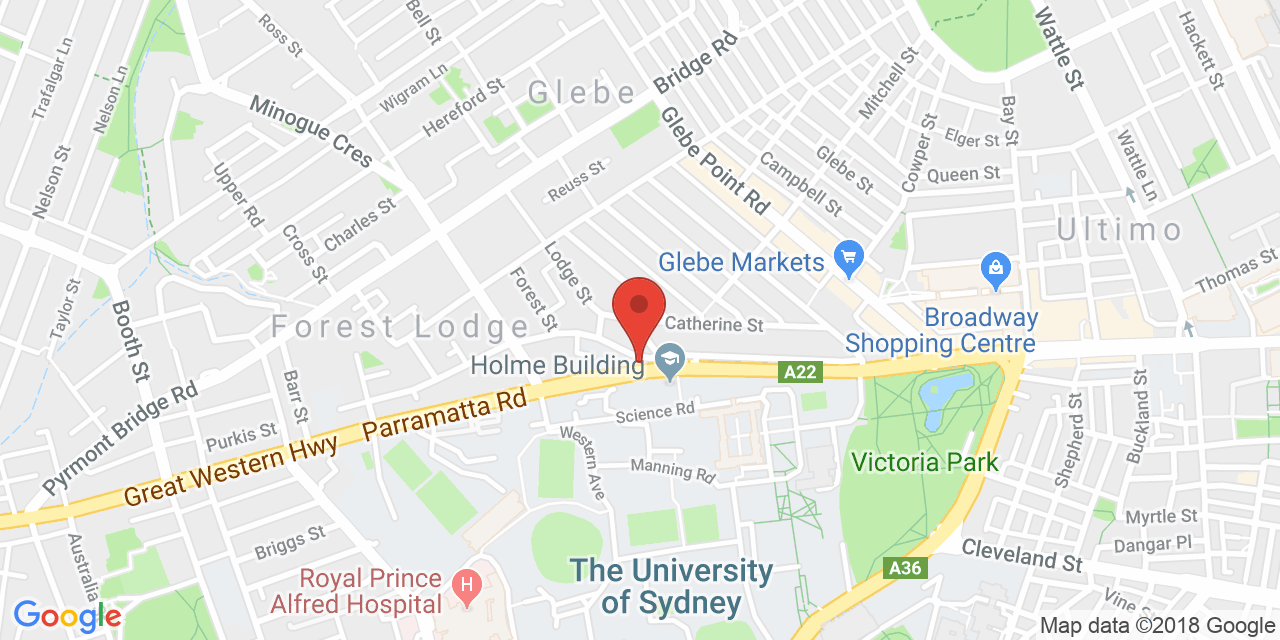 Trafalgar Ln
Nelson Ln
Nelson St
Ross St
Bell St
Wigram Ln
Hereford St
Minogue Cres
Glebe
Bridge Rd
Glebe Point Rd
Mitchell St
Wattle St
Hackett St
Bay St
Elger St
Cowper St
Queen St
Wattle Ln
Glebe St
Campbell St
Reuss St
Upper Rd
Charles St
Cross St
Ultimo
Thomas St
Glebe Markets
Lodge St
Forest St
Taylor St
Booth St
Forest Lodge
Catherine St
Broadway
Shopping Centre
Holme Building
A22
Barr St
Parramatta Rd
Science Rd
Pyrmont Bridge Rd
Purkis St
Great Western Hwy
Western Ave
Manning Rd
Victoria Park
Shepherd St
Buckland St
Myrtle St
Dangar Pl
Briggs St
Australia
Cleveland St
A36
The University
of Sydney
Royal Prince
Alfred Hospital
H
Vine St
Google
Map data ©2018 Google